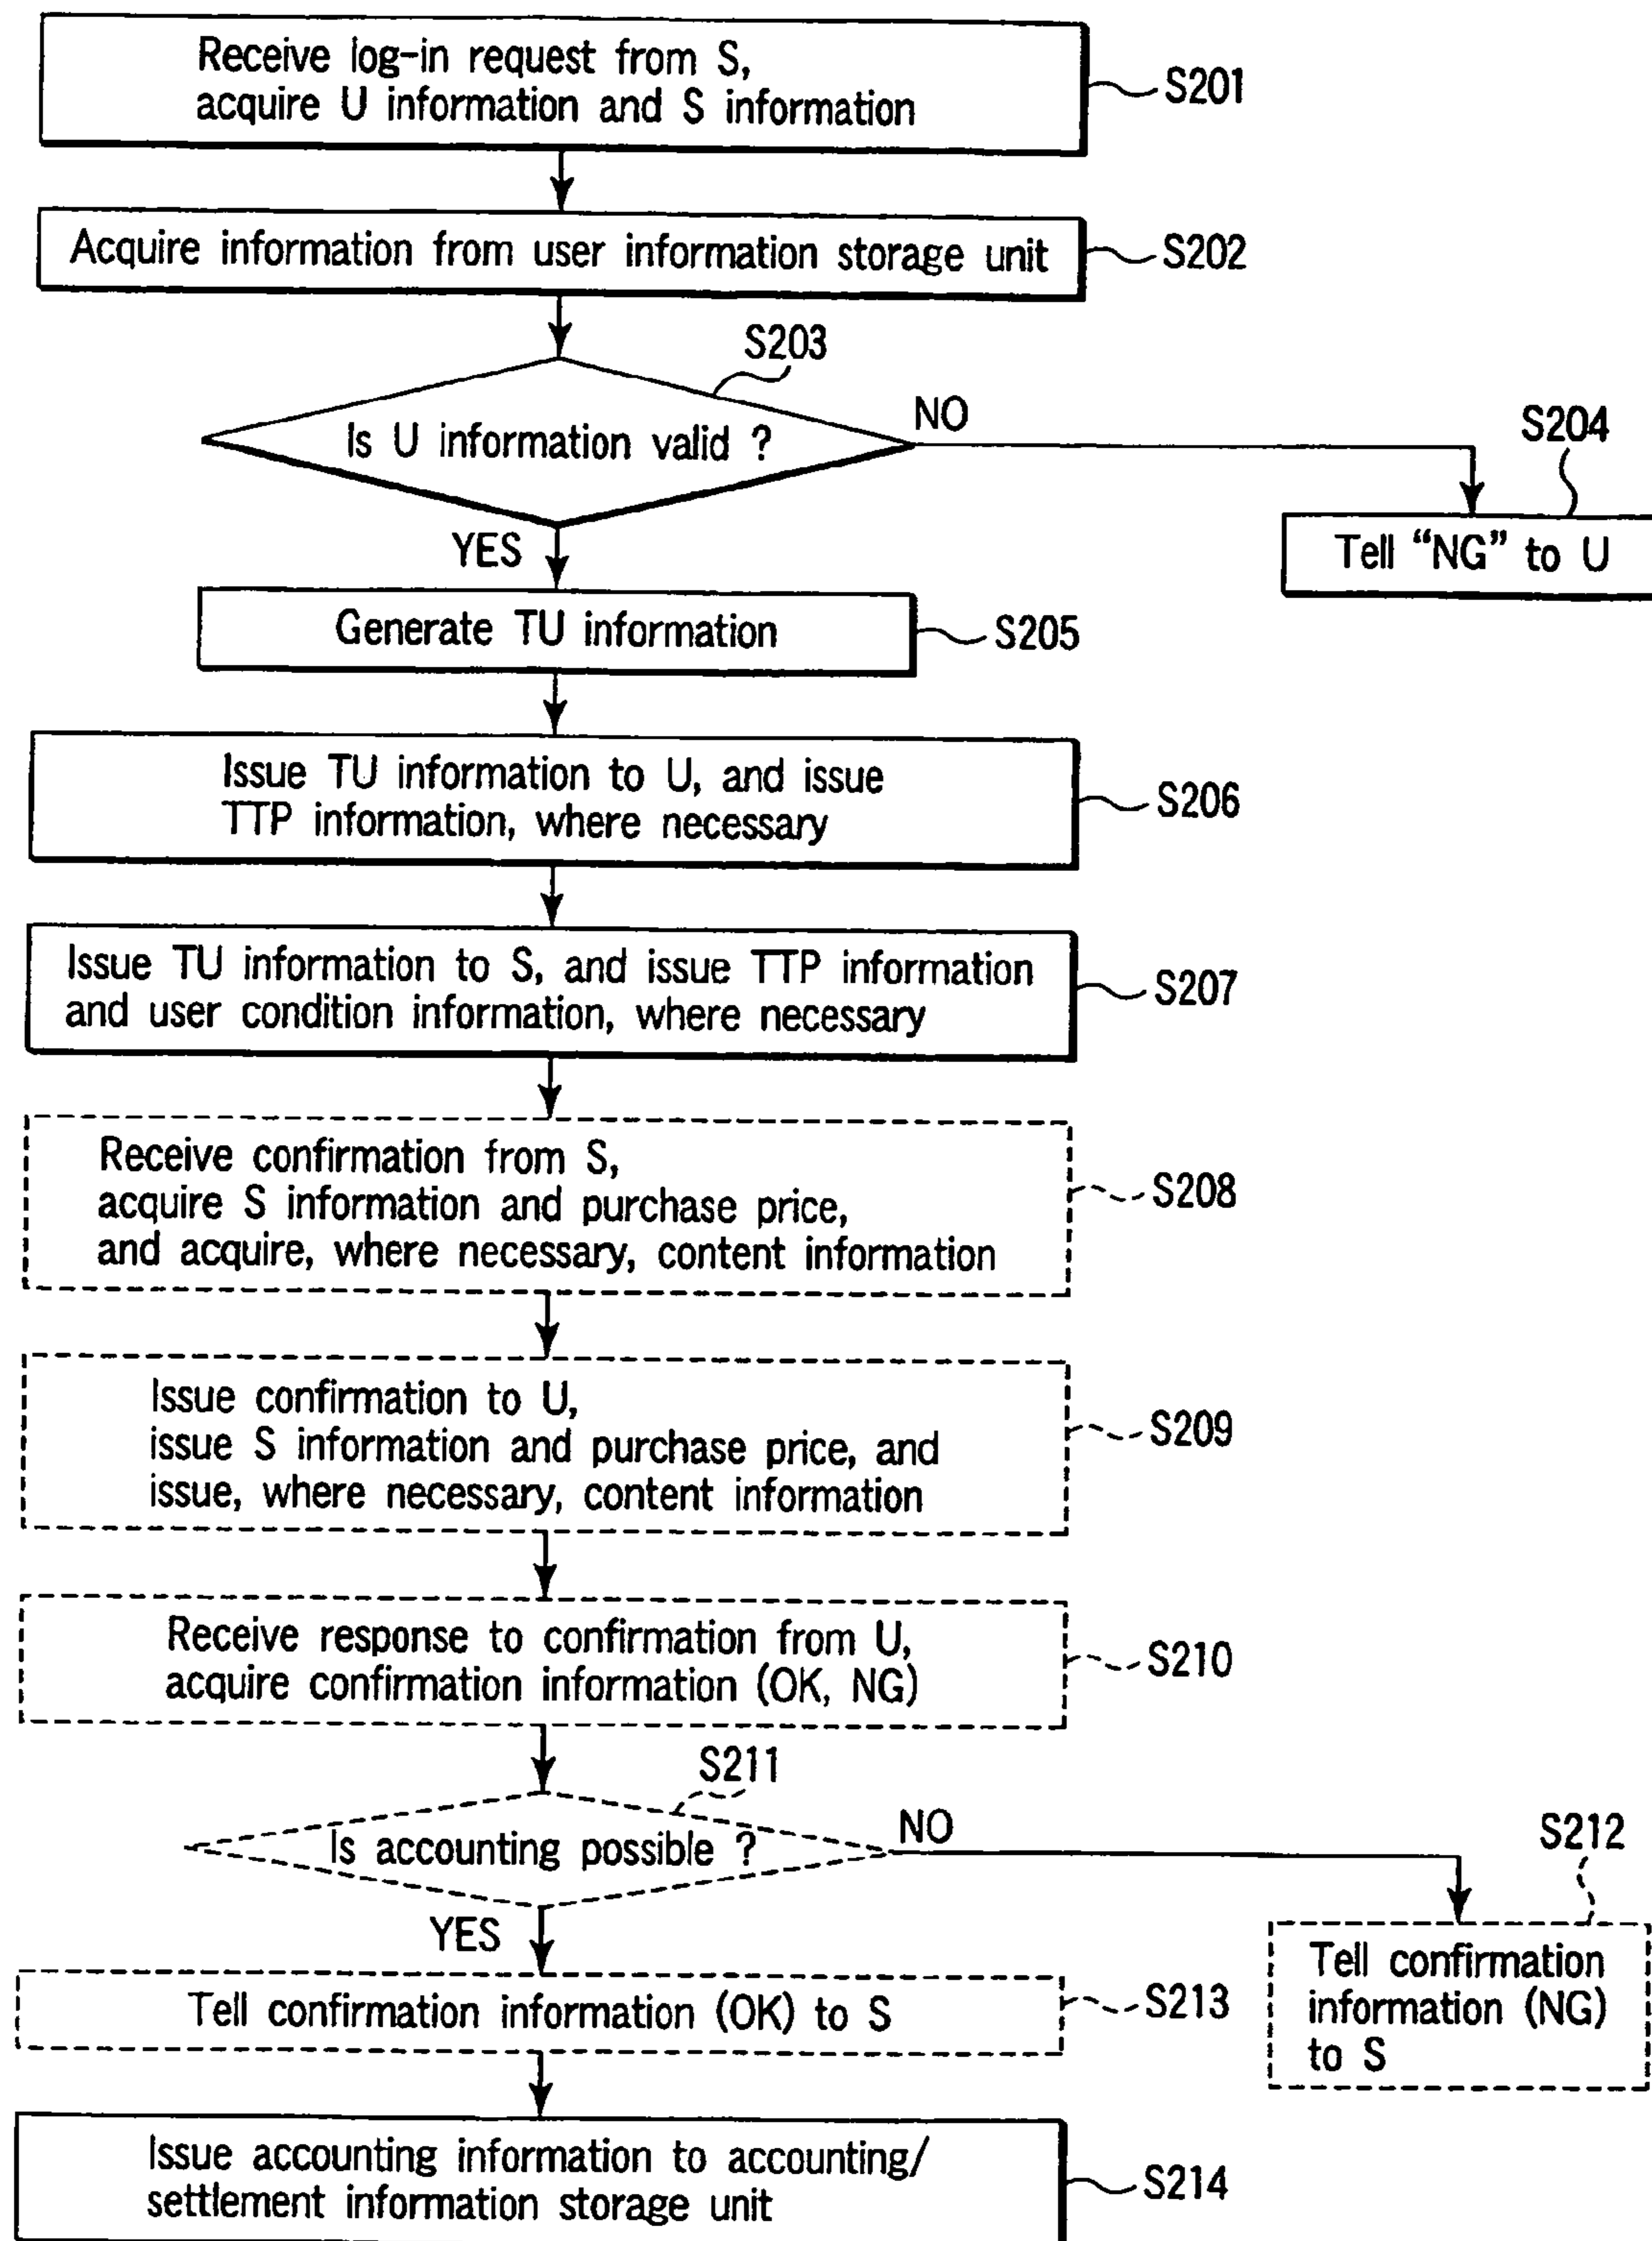 Receive log-in request from S,
acquire U information and S information
S201
Acquire information from user information storage unit
S202
S203
Is U information valid ?
NO
S204
YES
Tell “NG” to U
Generate TU information
S205
Issue TU information to U, and issue
TTP information, where necessary
S206
Issue TU information to S, and issue TTP information
and user condition information, where necessary
S207
Receive confirmation from S,
acquire S information and purchase price,
and acquire, where necessary, content information
S208
Issue confirmation to U,
issue S information and purchase price, and
issue, where necessary, content information
S209
Receive response to confirmation from U,
acquire confirmation information (OK, NG)
S210
S211
Is accounting possible ?
NO
S212
YES
Tell confirmation
information (NG)
to S
Tell confirmation information (OK) to S
S213
Issue accounting information to accounting/
settlement information storage unit
S214